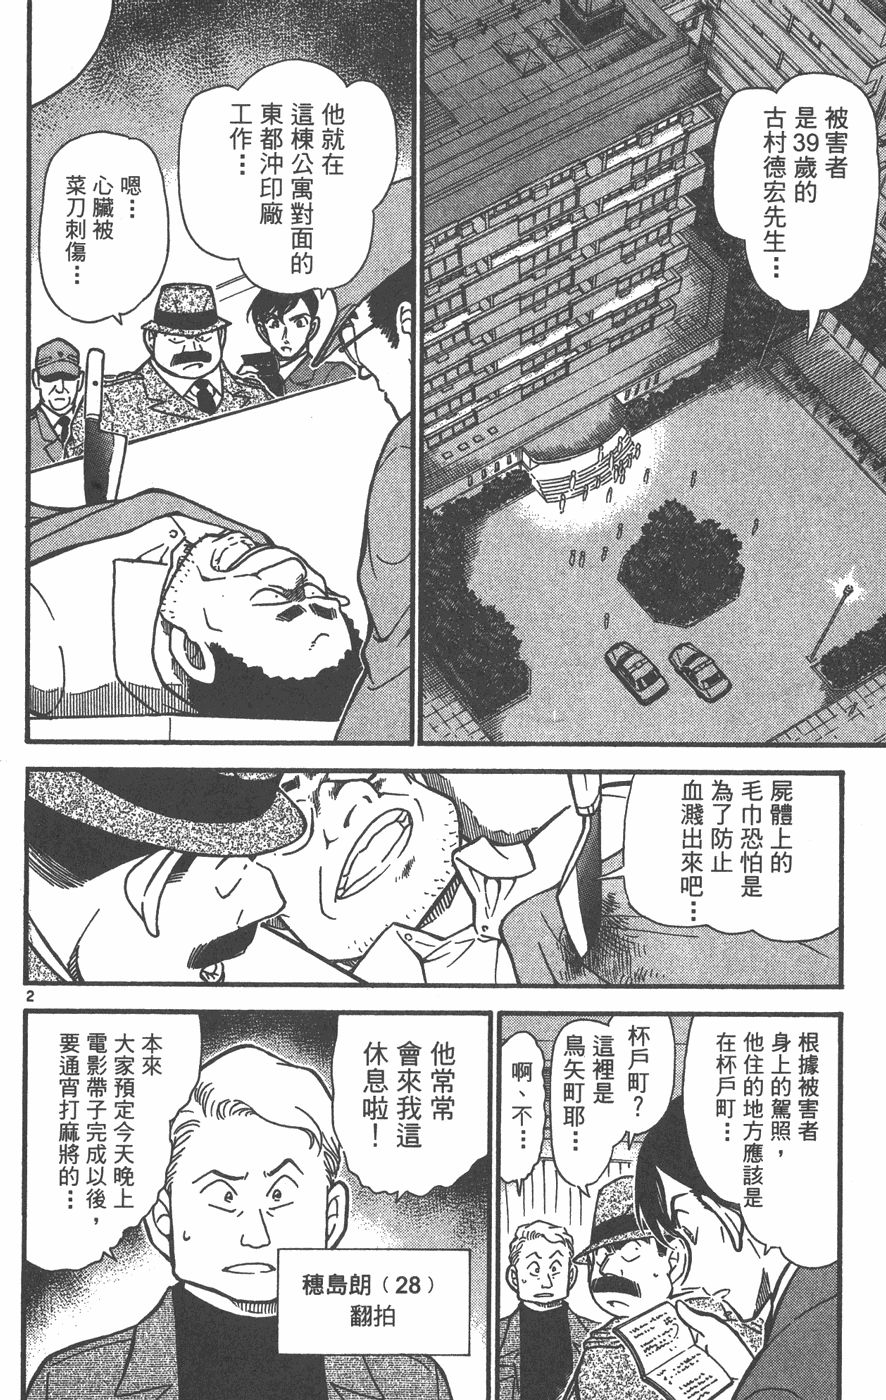 被害者
是39歲的
古村德宏先生…
他就在
這棟公寓對面的
東都沖印廠
工作…
嗯…
心臟被
菜刀刺傷…
屍體上的
毛巾恐怕是
為了防止
血濺出來吧…
2
根據被害者
身上的駕照，
他住的地方應該是
在杯戶町…
杯戶町？
這裡是
鳥矢町耶…
啊、不…
他常常
會來我這
休息啦！
本來
大家預定今天晚上
電影帶子完成以後，
要通宵打麻將的…
穗島朗（28）
翻拍